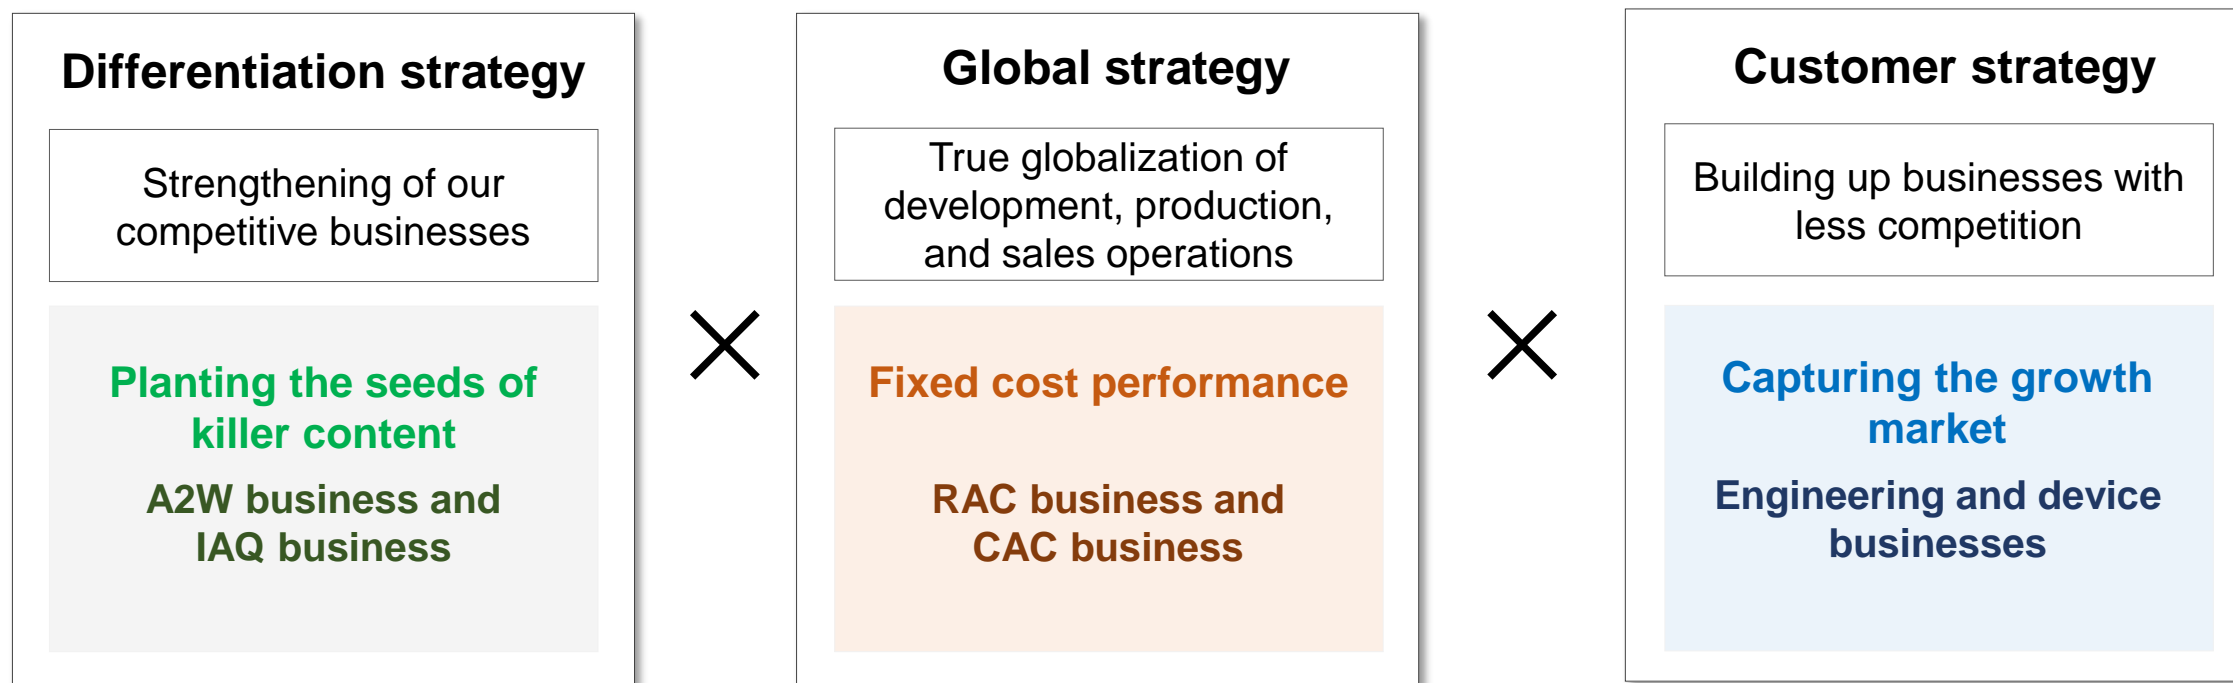 Differentiation strategy
Strengthening of our
competitive businesses
Planting the seeds of
killer content
A2W business and
IAQ business
×
Global strategy
True globalization of
development, production,
and sales operations
Fixed cost performance
RAC business and
CAC business
×
Customer strategy
Building up businesses with
less competition
Capturing the growth
market
Engineering and device
businesses